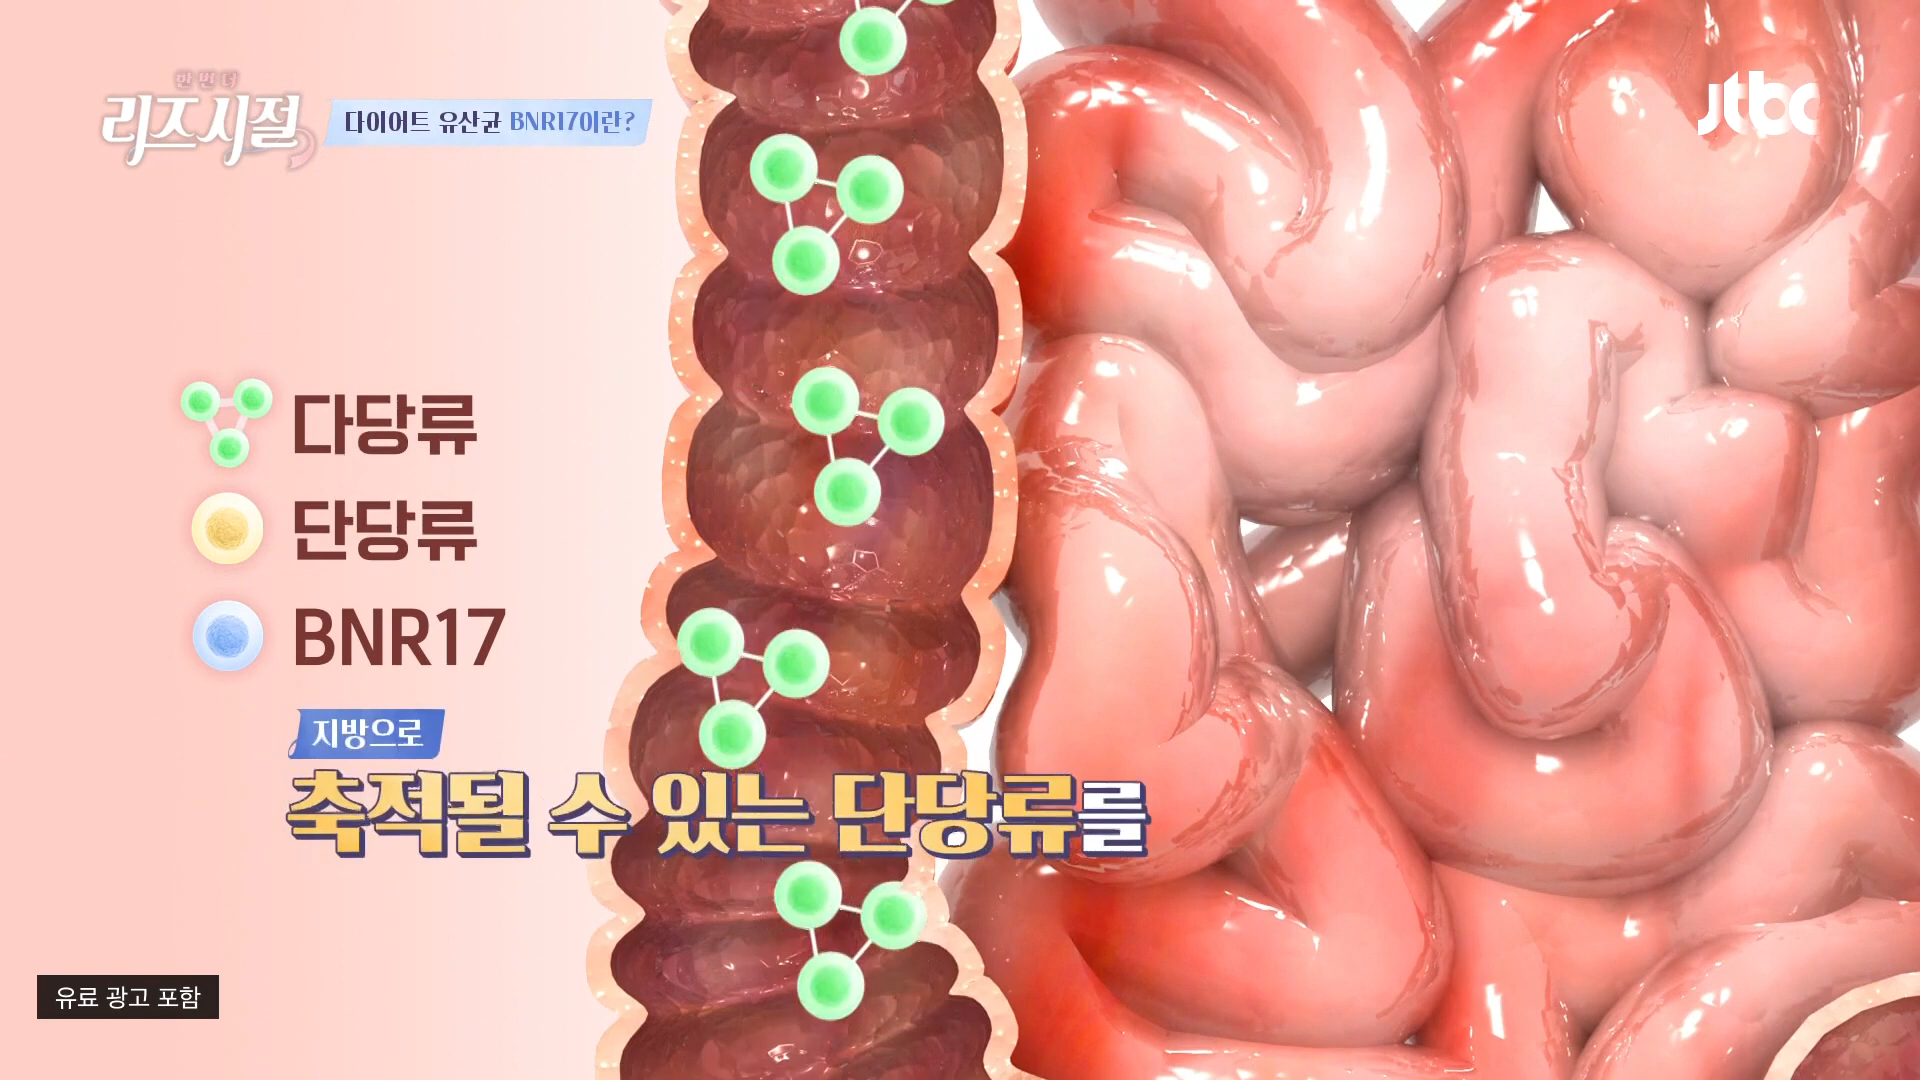 한 번 더
리즈시절
다이어트 유산균 BNR17이란?
jtbc
다당류
단당류
BNR17
지방으로
축적될 수 있는 단당류를
유료 광고 포함